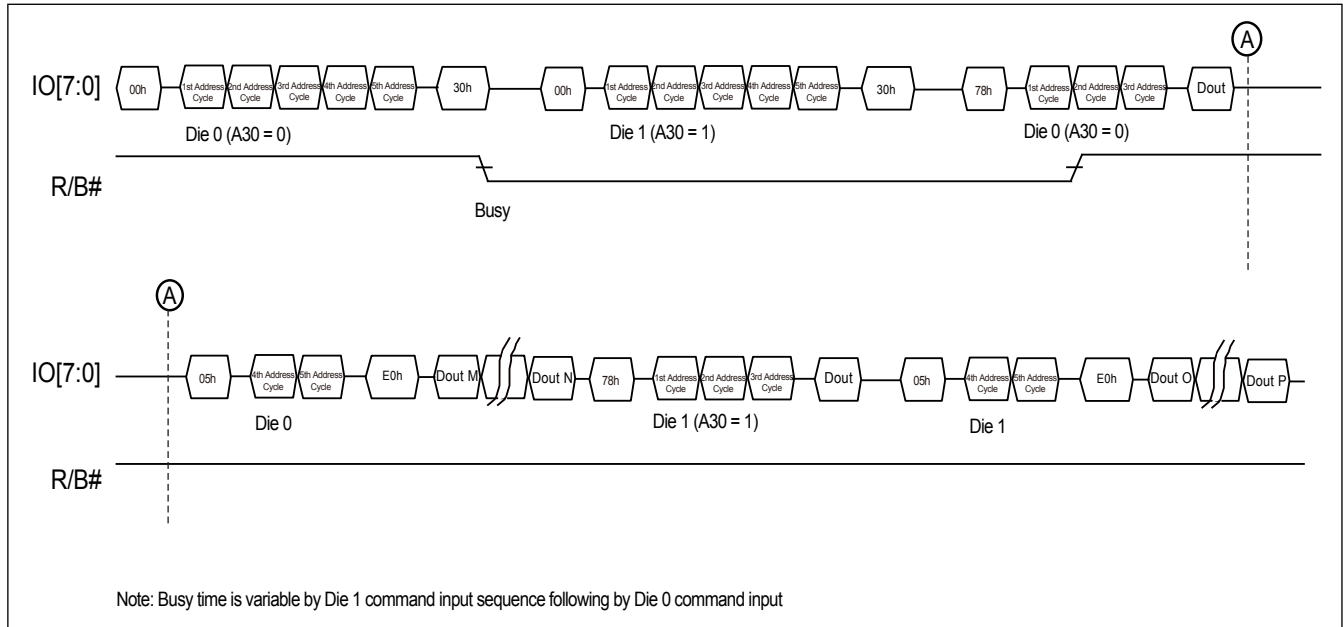 A
IO[7:0] 00h 1st Address Cycle 2nd Address Cycle 3rd Address Cycle 4th Address Cycle 5th Address Cycle 30h 00h 1st Address Cycle 2nd Address Cycle 3rd Address Cycle 4th Address Cycle 5th Address Cycle 30h 78h 1st Address Cycle 2nd Address Cycle 3rd Address Cycle Dout
Die 0 (A30 = 0) Die 1 (A30 = 1) Die 0 (A30 = 0)
R/B#
Busy
A
IO[7:0] 05h 4th Address Cycle 5th Address Cycle E0h Dout M Dout N 78h 1st Address Cycle 2nd Address Cycle 3rd Address Cycle Dout 05h 4th Address Cycle 5th Address Cycle E0h Dout O Dout P
Die 0 Die 1 (A30 = 1) Die 1
R/B#
Note: Busy time is variable by Die 1 command input sequence following by Die 0 command input